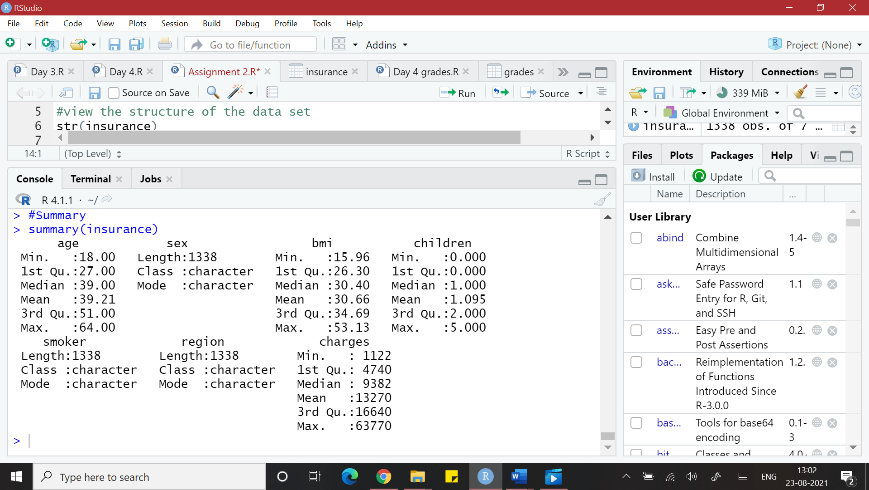 RStudio
File Edit Code View Plots Session Build Debug Profile Tools Help
Go to file/function Addins Project: (None)
Day 3.R Day 4.R Assignment 2.R* insurance Day 4 grades.R grades
Source on Save Run Source
5 #view the structure of the data set
6 str(insurance)
7
14:1 (Top Level) R Script
Console Terminal Jobs
R 4.1.1 · ~/
> #Summary
> summary(insurance)
age sex bmi children
Min. :18.00 Length:1338 Min. :15.96 Min. :0.000
1st Qu.:27.00 Class :character 1st Qu.:26.30 1st Qu.:0.000
Median :39.00 Mode :character Median :30.40 Median :1.000
Mean :39.21 Mean :30.66 Mean :1.095
3rd Qu.:51.00 3rd Qu.:34.69 3rd Qu.:2.000
Max. :64.00 Max. :53.13 Max. :5.000
smoker region charges
Length:1338 Length:1338 Min. : 1122
Class :character Class :character 1st Qu.: 4740
Mode :character Mode :character Median : 9382
Mean :13270
3rd Qu.:16640
Max. :63770
>
Environment History Connections
339 MiB
R Global Environment
insura... 1338 obs. of 7 ...
Files Plots Packages Help Vi
Install Update
Name Description ...
User Library
abind Combine 1.4-
Multidimensional 5
Arrays
ask... Safe Password 1.1
Entry for R, Git,
and SSH
ass... Easy Pre and 0.2.
Post Assertions
bac... Reimplementation 1.2.
of Functions
Introduced Since
R-3.0.0
bas... Tools for base64 0.1-
encoding 3
bit Classes and 4.0.
Type here to search
ENG
13:02
23-08-2021
2